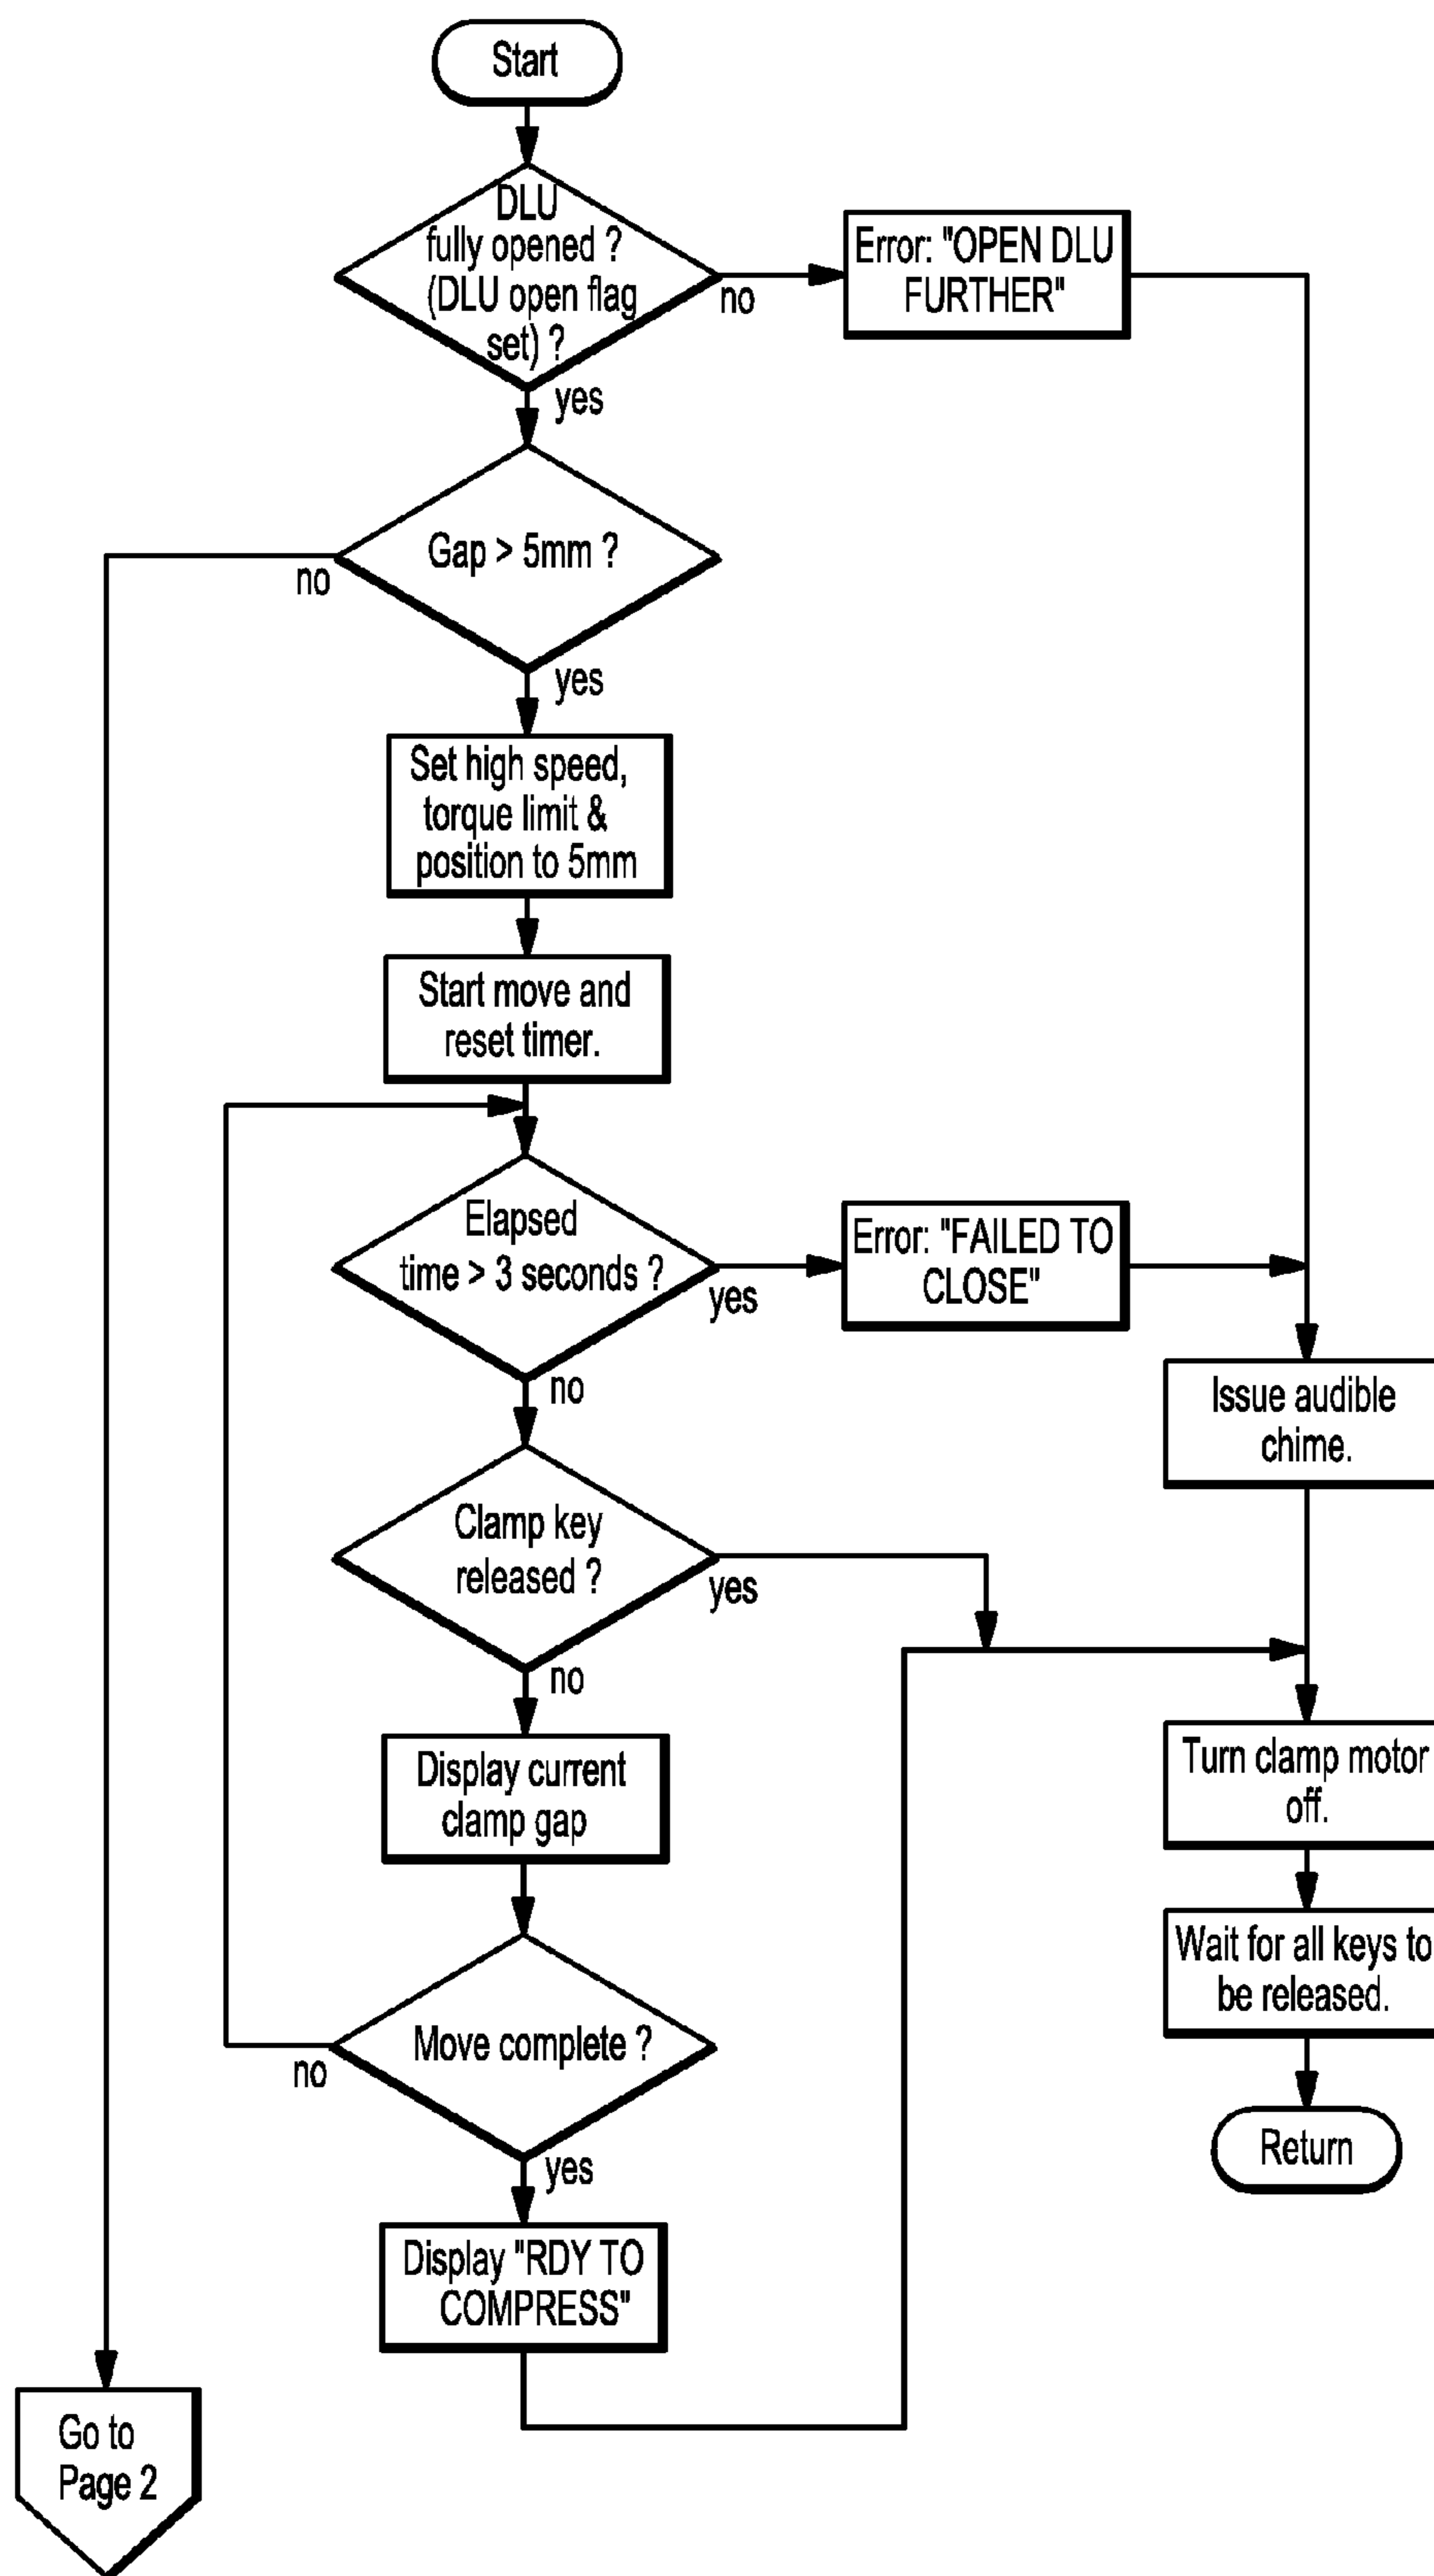 Start
DLU
fully opened ?
(DLU open flag
set) ?
no
yes
Error: "OPEN DLU
FURTHER"
Gap > 5mm ?
no
yes
Set high speed,
torque limit &
position to 5mm
Start move and
reset timer.
Elapsed
time > 3 seconds ?
yes
no
Error: "FAILED TO
CLOSE"
Issue audible
chime.
Clamp key
released ?
yes
no
Display current
clamp gap
Turn clamp motor
off.
Wait for all keys to
be released.
Move complete ?
no
yes
Return
Display "RDY TO
COMPRESS"
Go to
Page 2